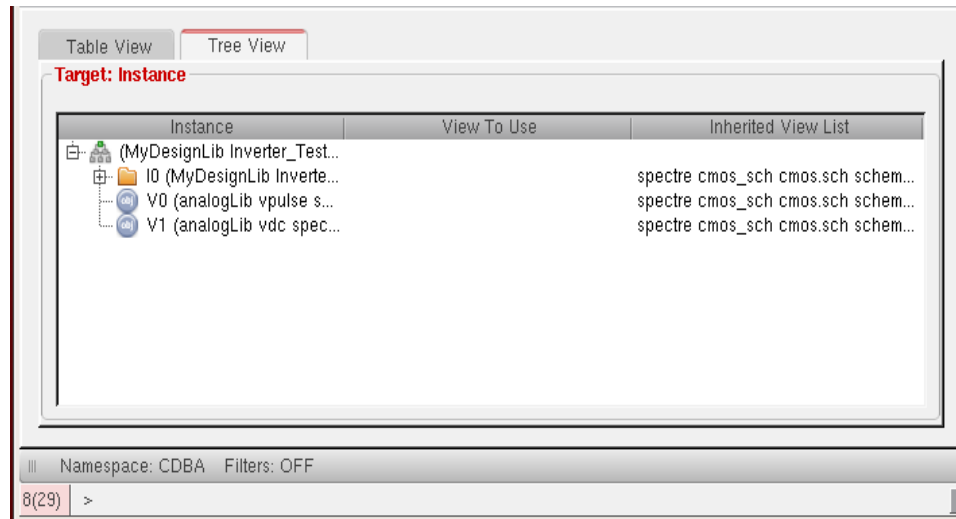 Table View Tree View
Target: Instance
Instance View To Use Inherited View List
(MyDesignLib Inverter_Test...
I0 (MyDesignLib Inverte... spectre cmos_sch cmos.sch schem...
V0 (analogLib vpulse s... spectre cmos_sch cmos.sch schem...
V1 (analogLib vdc spec... spectre cmos_sch cmos.sch schem...
Namespace: CDBA Filters: OFF
8(29) >